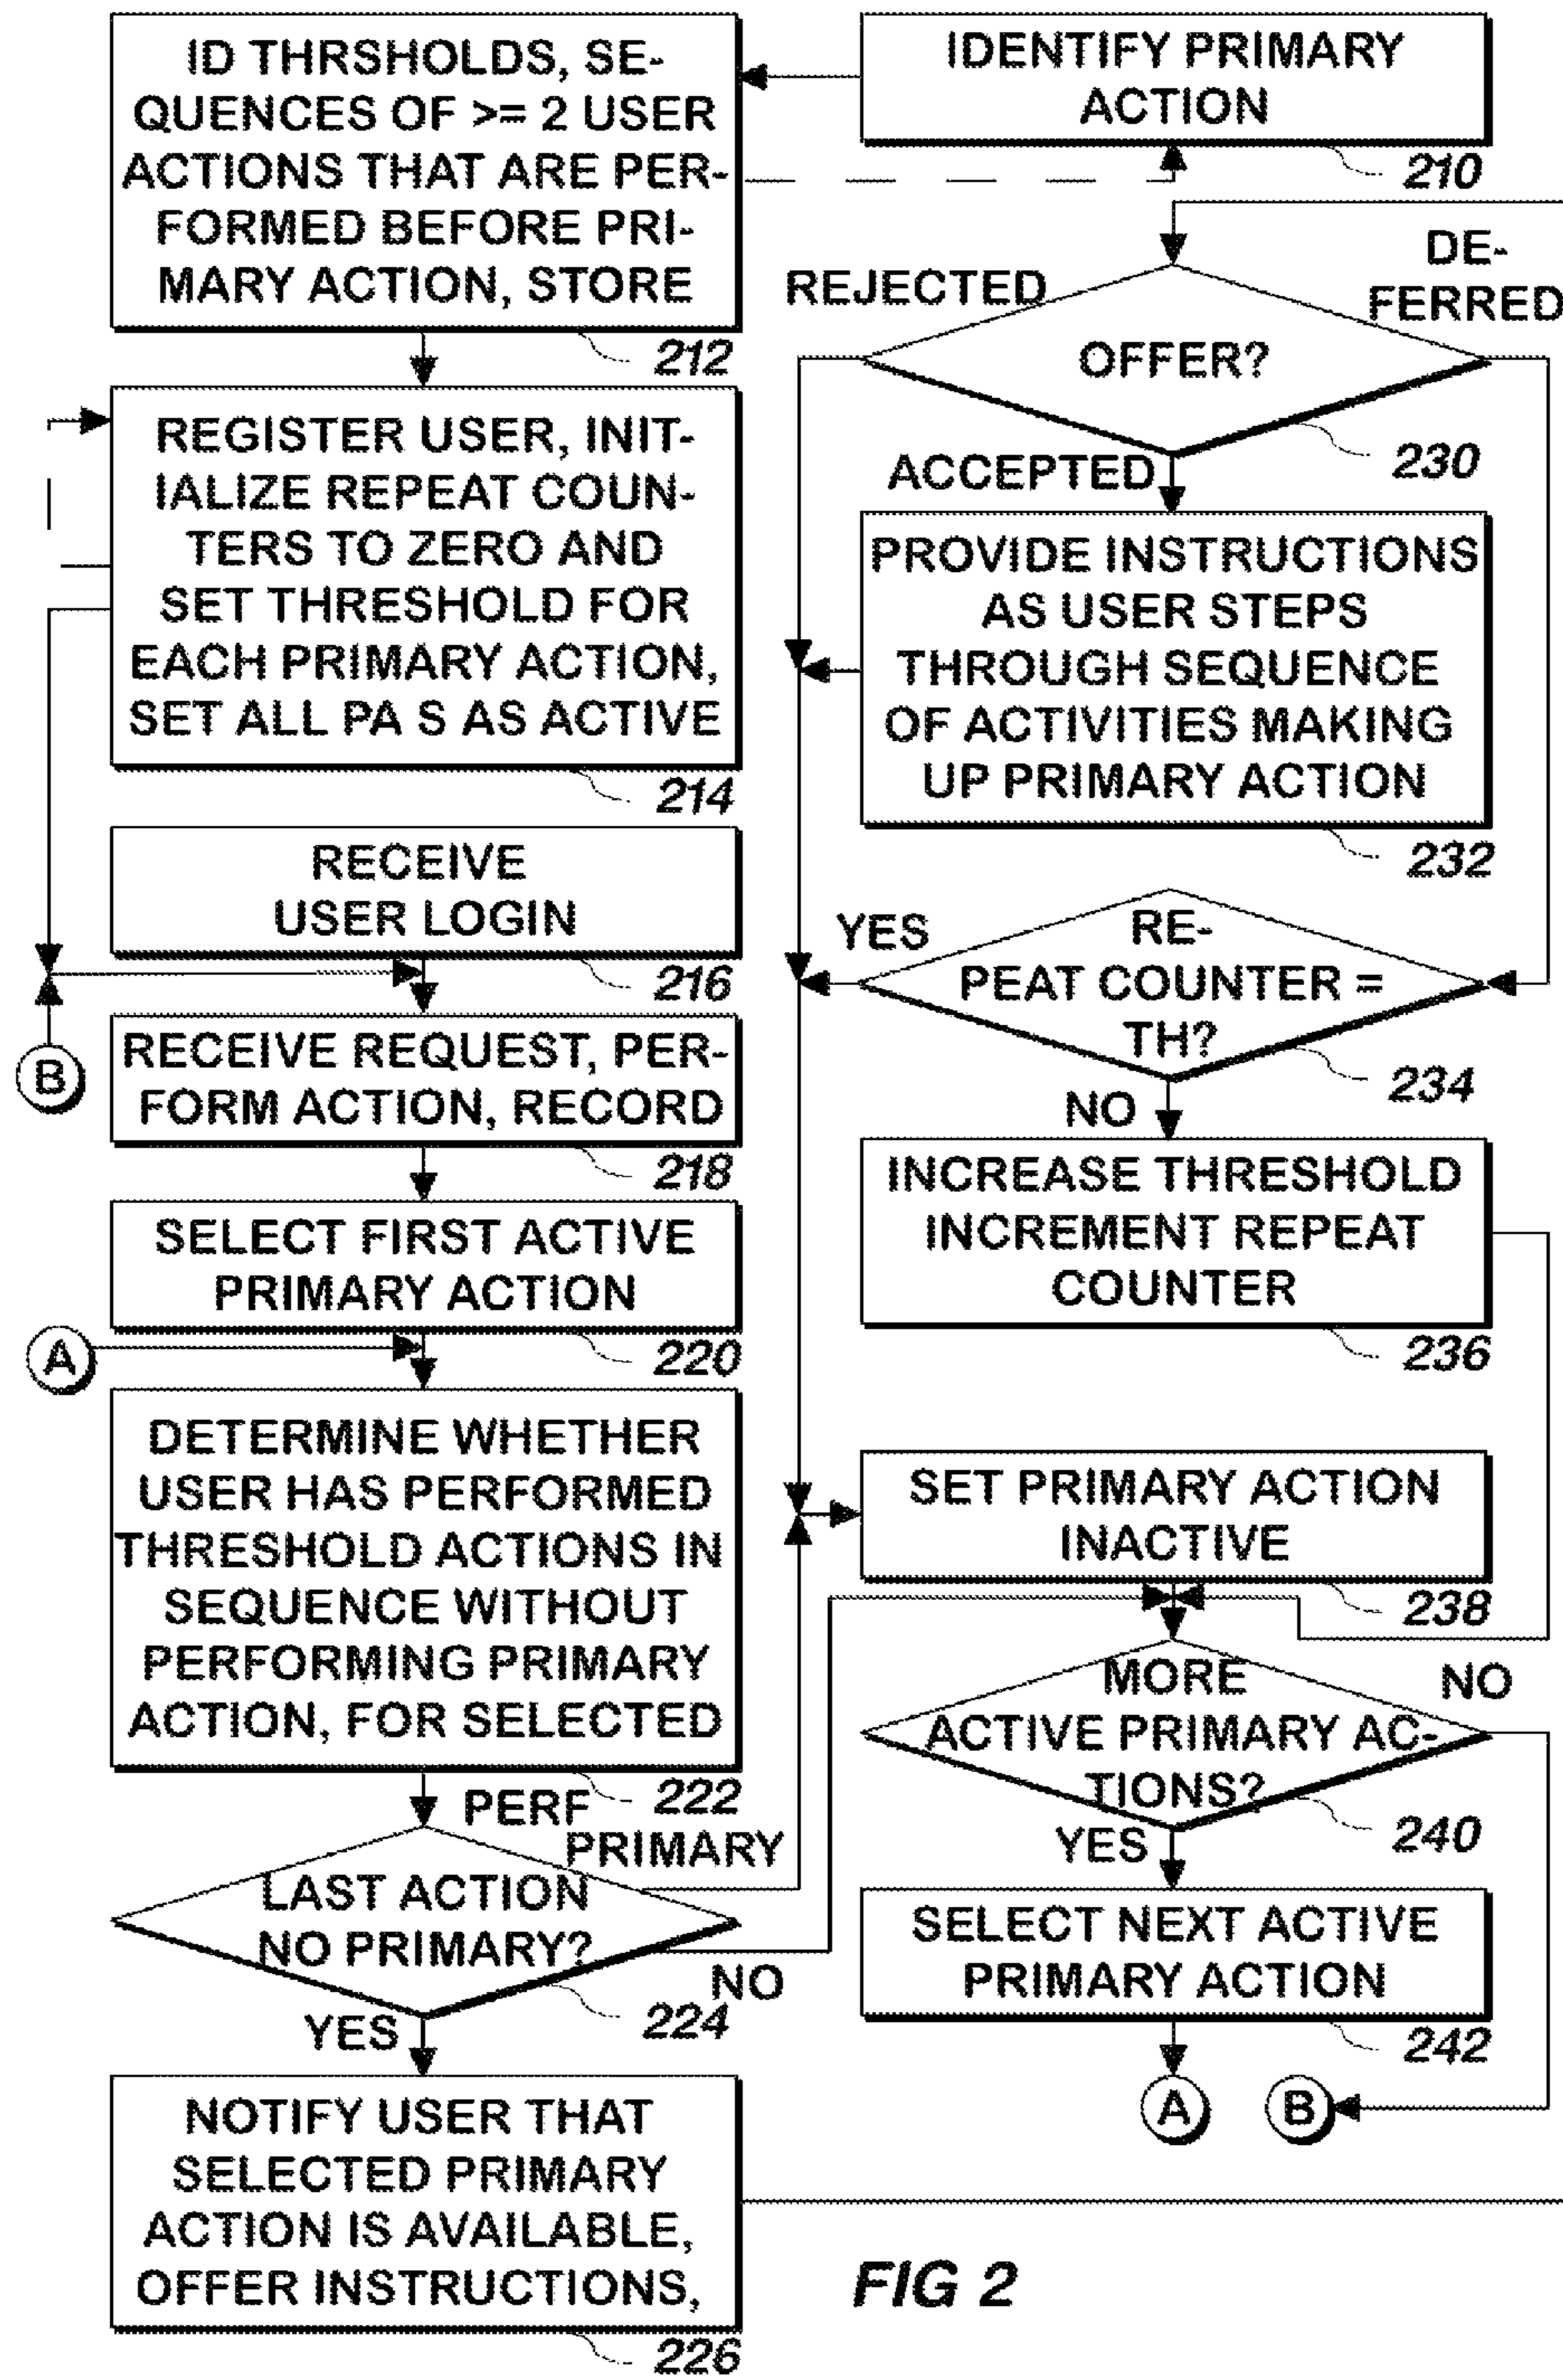 ID THRSHOLDS, SE-
QUENCES OF >= 2 USER
ACTIONS THAT ARE PER-
FORMED BEFORE PRI-
MARY ACTION, STORE
212
REGISTER USER, INIT-
IALIZE REPEAT COUN-
TERS TO ZERO AND
SET THRESHOLD FOR
EACH PRIMARY ACTION,
SET ALL PA S AS ACTIVE
214
RECEIVE
USER LOGIN
216
B
RECEIVE REQUEST, PER-
FORM ACTION, RECORD
218
SELECT FIRST ACTIVE
PRIMARY ACTION
220
A
DETERMINE WHETHER
USER HAS PERFORMED
THRESHOLD ACTIONS IN
SEQUENCE WITHOUT
PERFORMING PRIMARY
ACTION, FOR SELECTED
222
PERF
PRIMARY
LAST ACTION
NO PRIMARY?
NO
224
YES
NOTIFY USER THAT
SELECTED PRIMARY
ACTION IS AVAILABLE,
OFFER INSTRUCTIONS,
226
IDENTIFY PRIMARY
ACTION
210
REJECTED
DE-
FERRED
OFFER?
230
ACCEPTED
PROVIDE INSTRUCTIONS
AS USER STEPS
THROUGH SEQUENCE
OF ACTIVITIES MAKING
UP PRIMARY ACTION
232
YES
RE-
PEAT COUNTER =
TH?
234
NO
INCREASE THRESHOLD
INCREMENT REPEAT
COUNTER
236
SET PRIMARY ACTION
INACTIVE
238
MORE
ACTIVE PRIMARY AC-
TIONS?
NO
240
YES
SELECT NEXT ACTIVE
PRIMARY ACTION
242
A
B
FIG 2